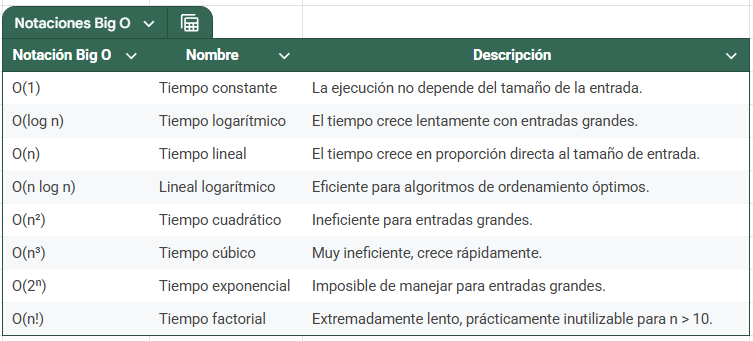 Notaciones Big O
Notación Big O Nombre Descripción
O(1) Tiempo constante La ejecución no depende del tamaño de la entrada.
O(log n) Tiempo logarítmico El tiempo crece lentamente con entradas grandes.
O(n) Tiempo lineal El tiempo crece en proporción directa al tamaño de entrada.
O(n log n) Lineal logarítmico Eficiente para algoritmos de ordenamiento óptimos.
O(n²) Tiempo cuadrático Ineficiente para entradas grandes.
O(n³) Tiempo cúbico Muy ineficiente, crece rápidamente.
O(2ⁿ) Tiempo exponencial Imposible de manejar para entradas grandes.
O(n!) Tiempo factorial Extremadamente lento, prácticamente inutilizable para n > 10.